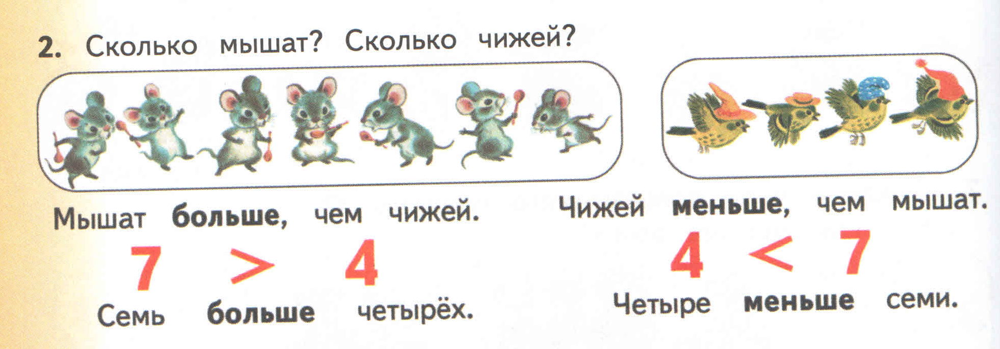 2. Сколько мышат? Сколько чижей?
Мышат больше, чем чижей.
7 > 4
Семь больше четырёх.
Чижей меньше, чем мышат.
4 < 7
Четыре меньше семи.